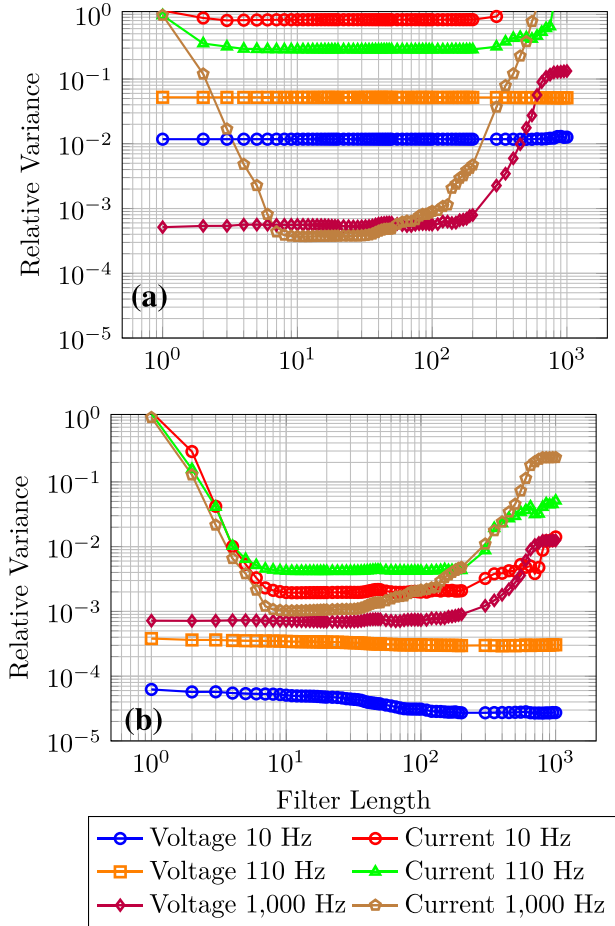 10^0
10^-1
10^-2
10^-3
10^-4
10^-5
Relative Variance
(a)
10^0 10^1 10^2 10^3
10^0
10^-1
10^-2
10^-3
10^-4
10^-5
Relative Variance
(b)
10^0 10^1 10^2 10^3
Filter Length
Voltage 10 Hz Current 10 Hz
Voltage 110 Hz Current 110 Hz
Voltage 1,000 Hz Current 1,000 Hz